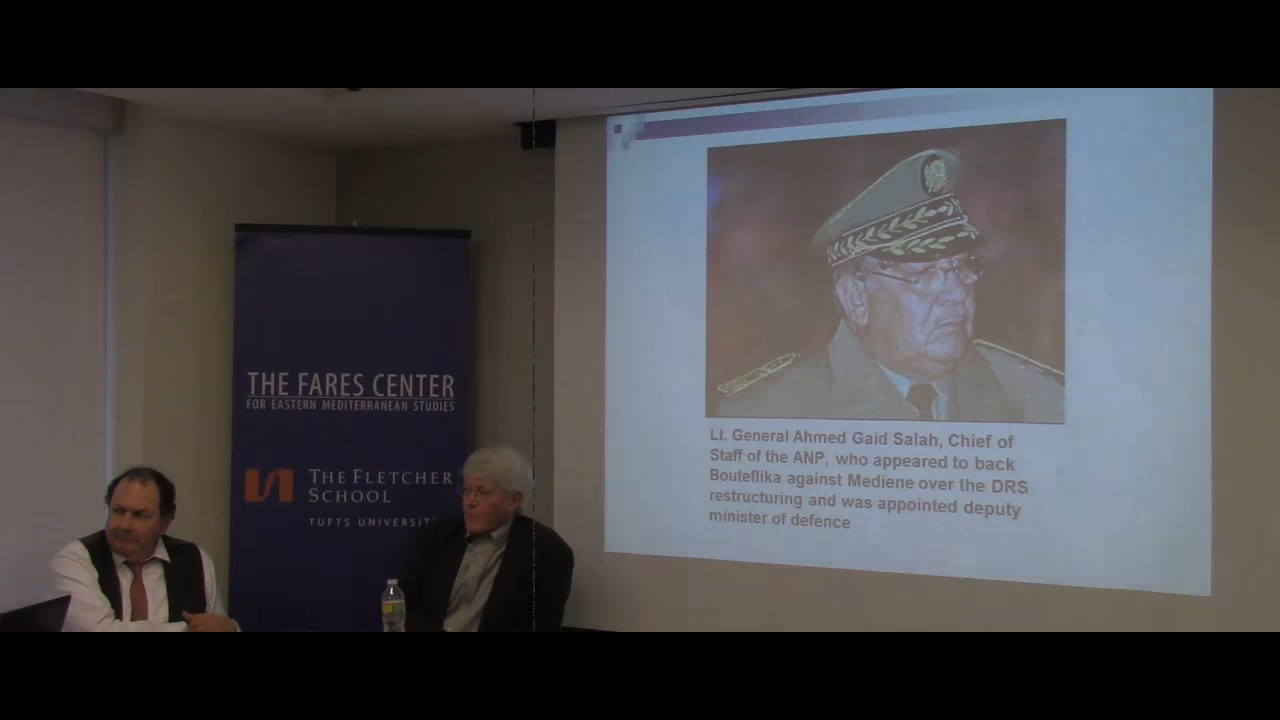 THE FARES CENTER
FOR EASTERN MEDITERRANEAN STUDIES
THE FLETCHER
SCHOOL
TUFTS UNIVERSITY
Lt. General Ahmed Gaid Salah, Chief of
Staff of the ANP, who appeared to back
Bouteflika against Mediene over the DRS
restructuring and was appointed deputy
minister of defence